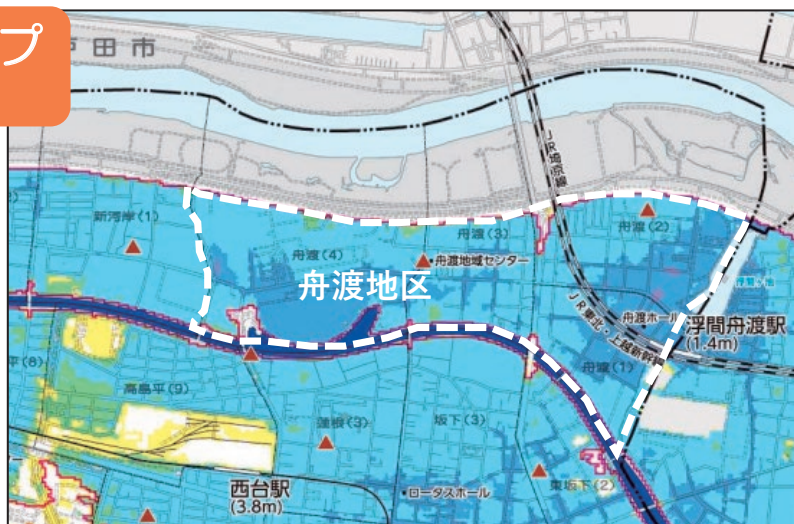 プ
戸田市
JR埼京線
新河岸(1)
舟渡(4)
舟渡(3)
舟渡(2)
舟渡地域センター
舟渡地区
浮間舟渡駅
(1.4m)
舟渡ホール
JR東北・上越新幹線
舟渡(1)
平(8)
高島平(9)
蓮根(3)
坂下(3)
東坂下(2)
西台駅
(3.8m)
ロータスホール